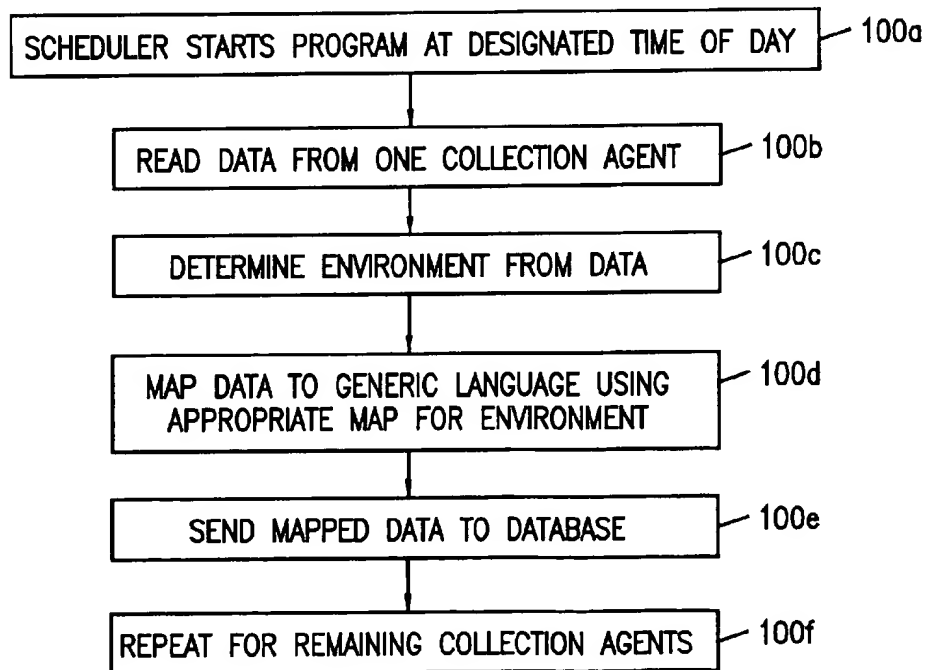 SCHEDULER STARTS PROGRAM AT DESIGNATED TIME OF DAY 100a
READ DATA FROM ONE COLLECTION AGENT 100b
DETERMINE ENVIRONMENT FROM DATA 100c
MAP DATA TO GENERIC LANGUAGE USING 100d
APPROPRIATE MAP FOR ENVIRONMENT
SEND MAPPED DATA TO DATABASE 100e
REPEAT FOR REMAINING COLLECTION AGENTS 100f